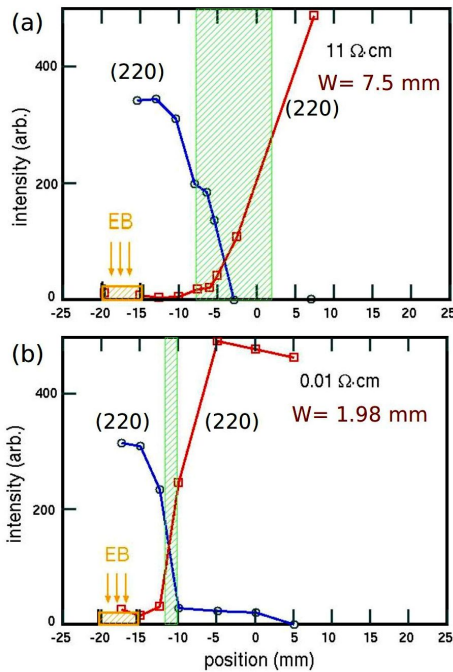 (a)
400
200
0
intensity (arb.)
(220)
11 Ω·cm
W= 7.5 mm
(220)
EB
-25 -20 -15 -10 -5 0 5 10 15 20 25
(b)
400
200
0
intensity (arb.)
0.01 Ω·cm
W= 1.98 mm
(220)
(220)
EB
-25 -20 -15 -10 -5 0 5 10 15 20 25
position (mm)